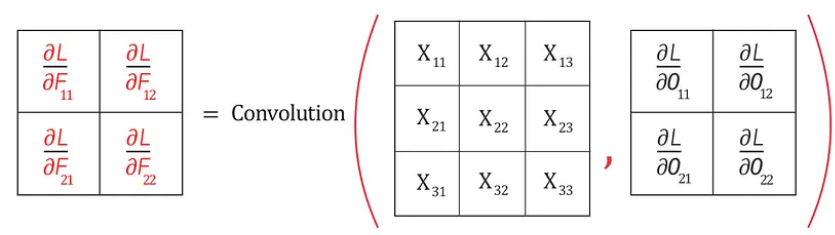 ∂L/∂F₁₁ ∂L/∂F₁₂
∂L/∂F₂₁ ∂L/∂F₂₂
= Convolution (
X₁₁ X₁₂ X₁₃
X₂₁ X₂₂ X₂₃
X₃₁ X₃₂ X₃₃
,
∂L/∂O₁₁ ∂L/∂O₁₂
∂L/∂O₂₁ ∂L/∂O₂₂
)